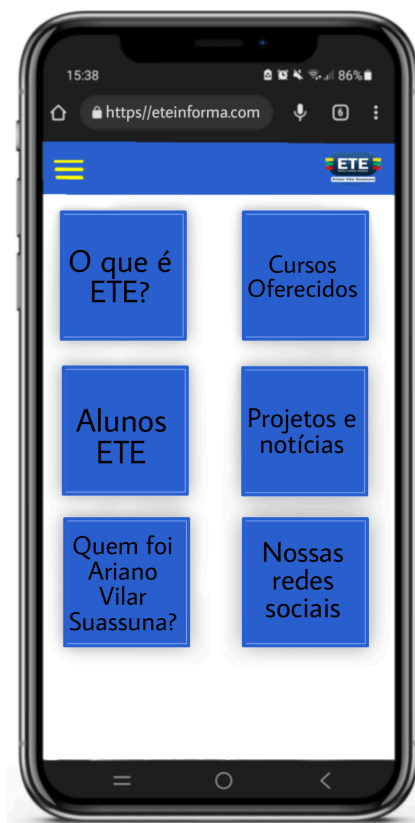 15:38
86%
https//eteinforma.com
6
ETE
Ariano Vilar Suassuna
O que é
ETE?
Cursos
Oferecidos
Alunos
ETE
Projetos e
notícias
Quem foi
Ariano
Vilar
Suassuna?
Nossas
redes
sociais